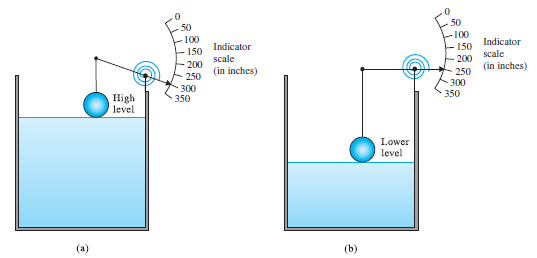 0
50
100
150
200
250
300
350
Indicator
scale
(in inches)
High
level
(a)
0
50
100
150
200
250
300
350
Indicator
scale
(in inches)
Lower
level
(b)